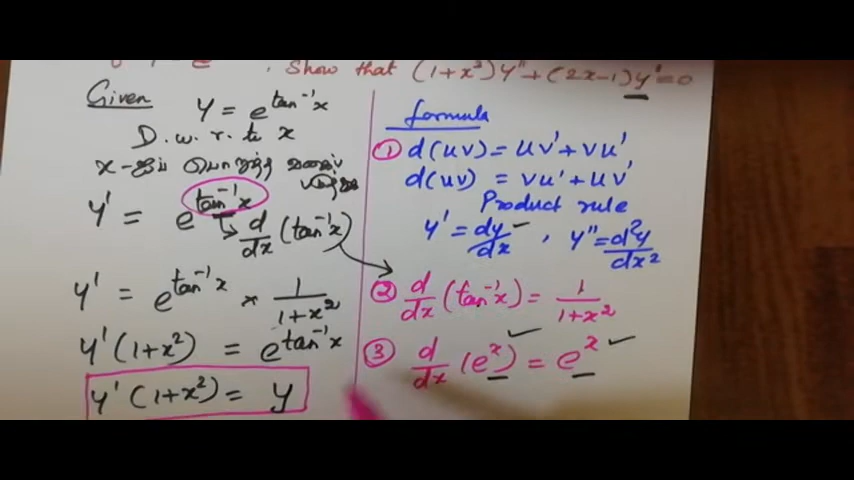 Show that (1+x²)y"+(2x-1)y'=0
Given
y = e^tan⁻¹x
D. w. r. to x
x-ஐப் பொறுத்து
y' = e^tan⁻¹x d/dx (tan⁻¹x)
y' = e^tan⁻¹x × 1/1+x²
y'(1+x²) = e^tan⁻¹x
y'(1+x²) = y
formula
① d(uv) = uv'+vu'
d(uv) = vu'+uv'
Product rule
y' = dy/dx , y" = d²y/dx²
② d/dx (tan⁻¹x) = 1/1+x²
③ d/dx (e^x) = e^x